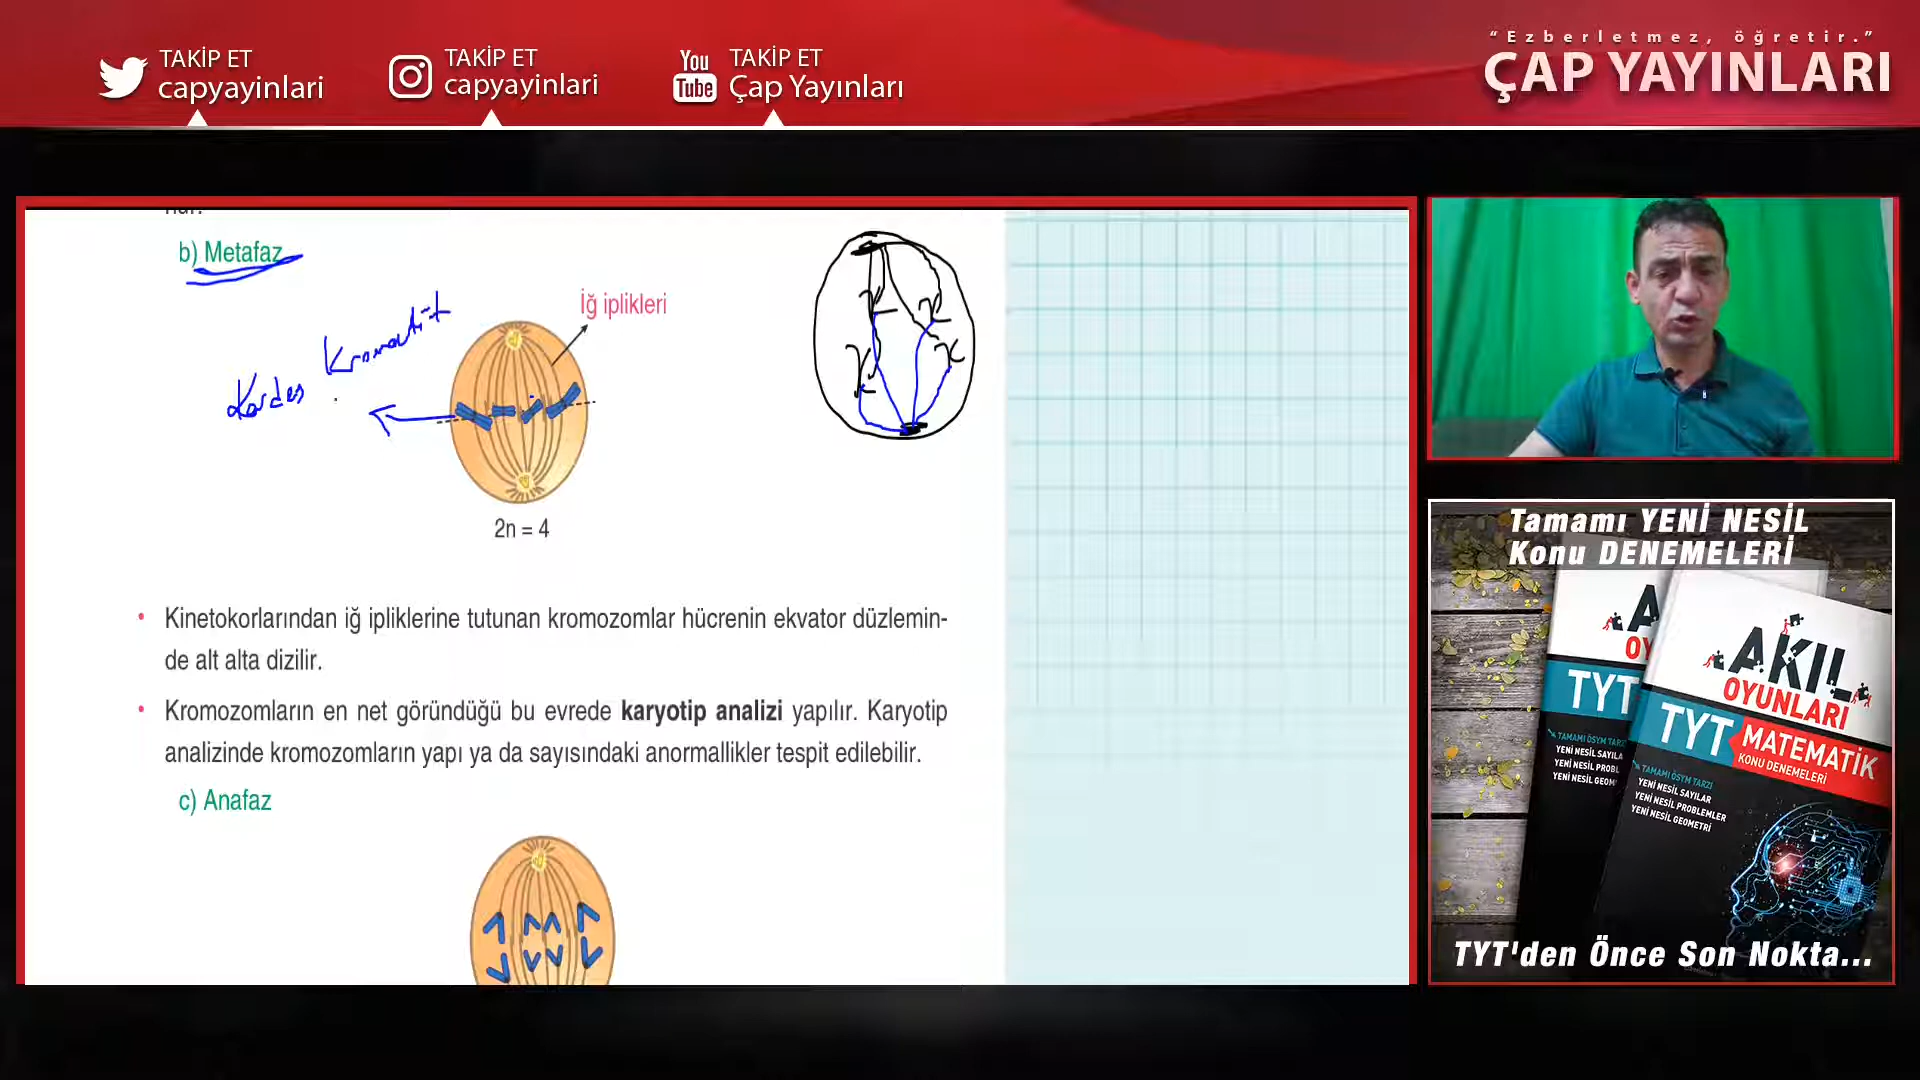 TAKİP ET
capyayinlari
TAKİP ET
capyayinlari
You
Tube
TAKİP ET
Çap Yayınları
“Ezberletmez, öğretir.”
ÇAP YAYINLARI
b) Metafaz
İğ iplikleri
Kromatit
Kardeş
2n = 4
• Kinetokorlarından iğ ipliklerine tutunan kromozomlar hücrenin ekvator düzlemin-
de alt alta dizilir.
• Kromozomların en net göründüğü bu evrede karyotip analizi yapılır. Karyotip
analizinde kromozomların yapı ya da sayısındaki anormallikler tespit edilebilir.
c) Anafaz
Tamamı YENİ NESİL
Konu DENEMELERİ
AKIL
OYUNLARI
TYT MATEMATİK
KONU DENEMELERİ
TAMAMI ÖSYM TARZI
YENİ NESİL SAYILAR
YENİ NESİL PROBLEMLER
YENİ NESİL GEOMETRİ
TYT
TYT'den Önce Son Nokta...